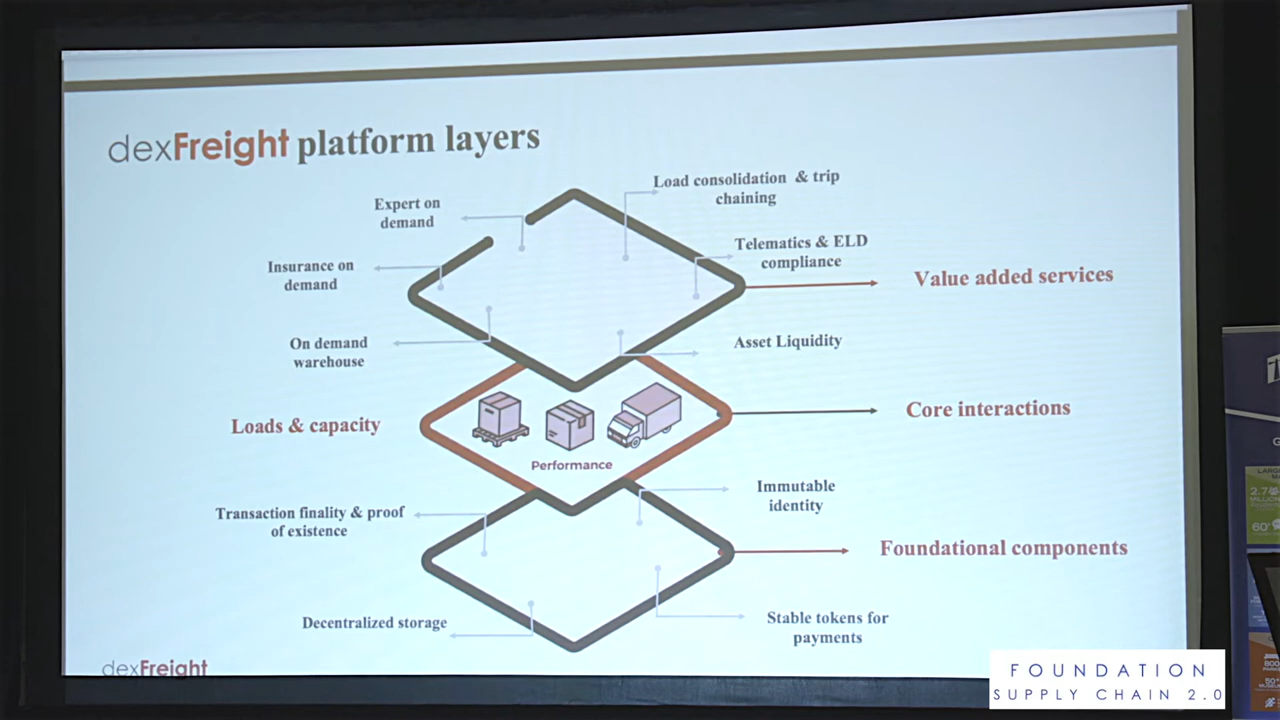 dexFreight platform layers
Expert on
demand
Load consolidation & trip
chaining
Insurance on
demand
Telematics & ELD
compliance
Value added services
On demand
warehouse
Asset Liquidity
Loads & capacity
Core interactions
Performance
Transaction finality & proof
of existence
Immutable
identity
Foundational components
Decentralized storage
Stable tokens for
payments
dexFreight
FOUNDATION
SUPPLY CHAIN 2.0
60'